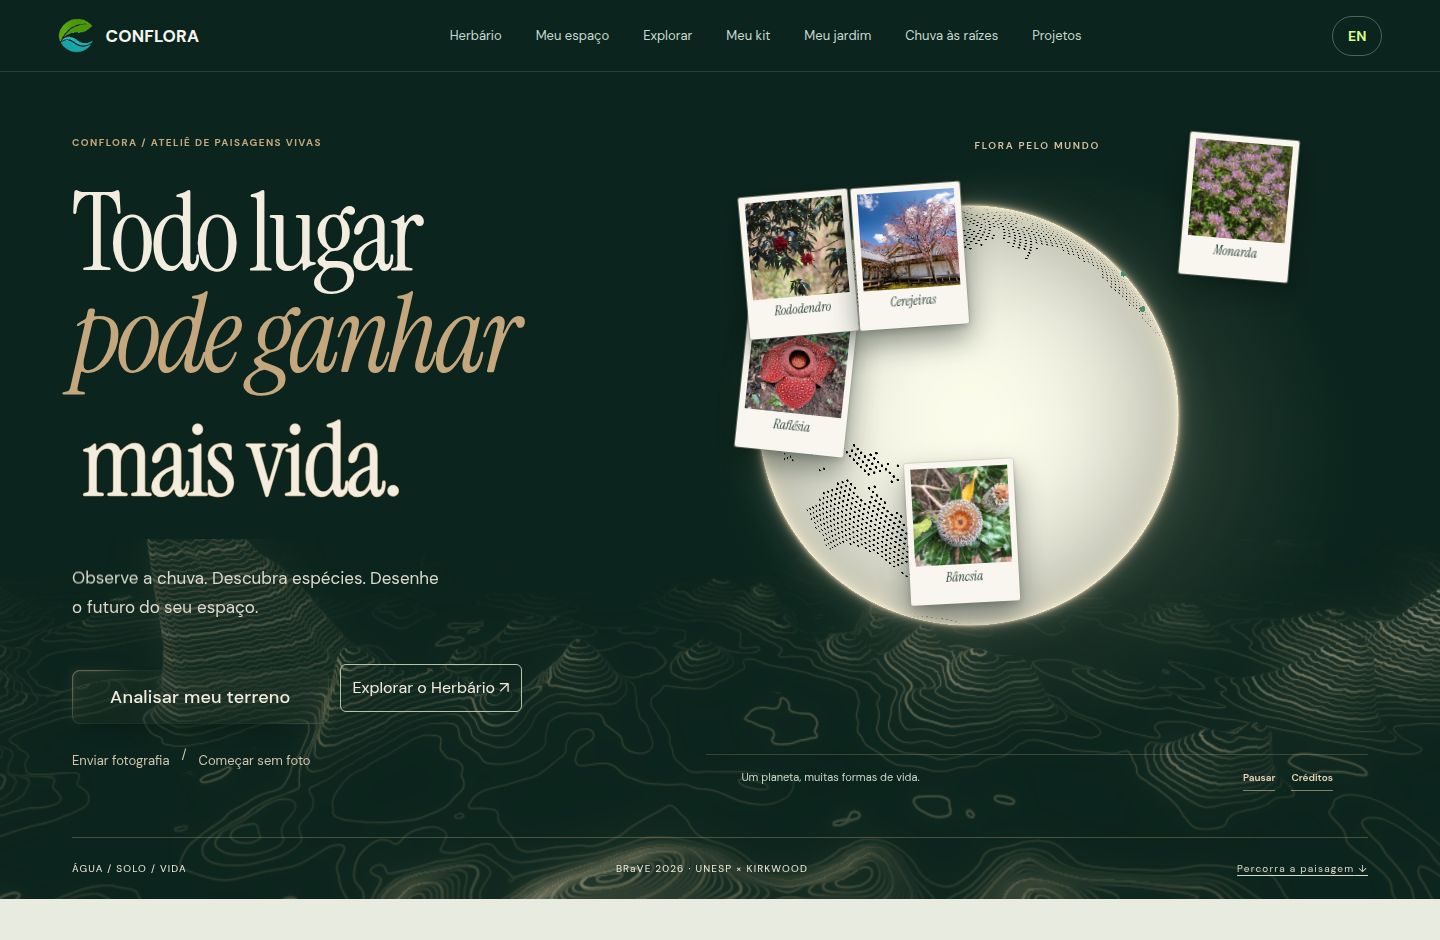 CONFLORA
Herbário
Meu espaço
Explorar
Meu kit
Meu jardim
Chuva às raízes
Projetos
EN
CONFLORA / ATELIÊ DE PAISAGENS VIVAS
Todo lugar
pode ganhar
mais vida.
Observe a chuva. Descubra espécies. Desenhe
o futuro do seu espaço.
Analisar meu terreno
Explorar o Herbário ↗
Enviar fotografia / Começar sem foto
FLORA PELO MUNDO
Monarda
Rododendro
Cerejeiras
Raflésia
Bâncsia
Um planeta, muitas formas de vida.
Pausar
Créditos
ÁGUA / SOLO / VIDA
BRaVE 2026 · UNESP × KIRKWOOD
Percorra a paisagem ↓